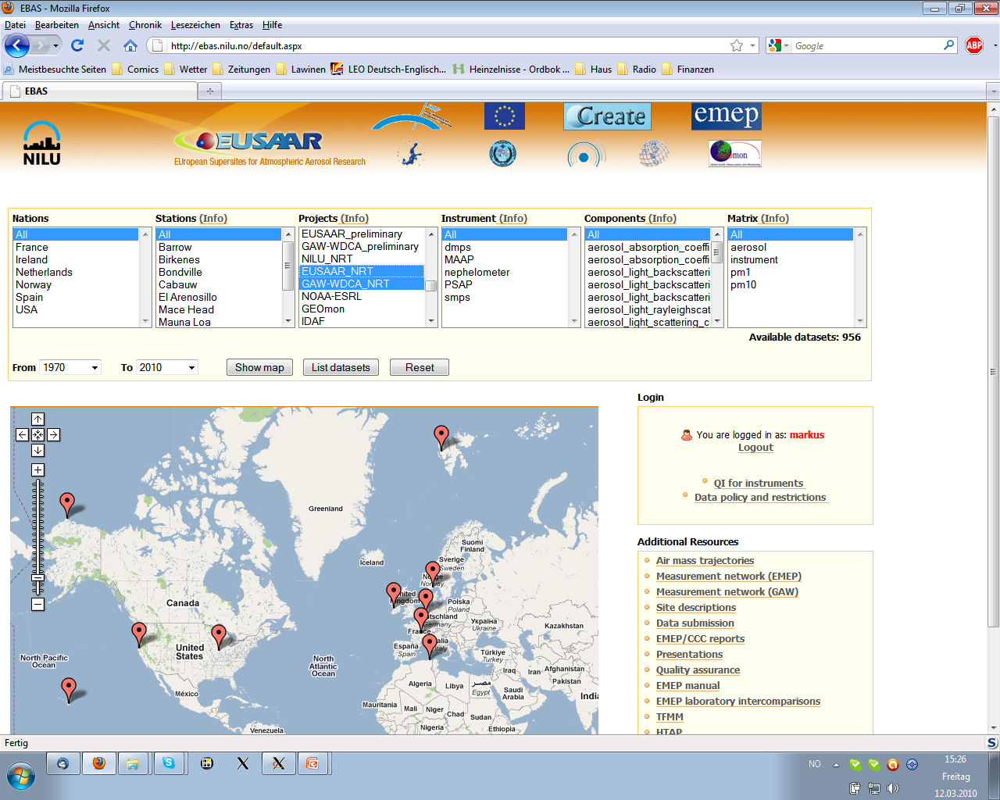 EBAS - Mozilla Firefox
Datei Bearbeiten Ansicht Chronik Lesezeichen Extras Hilfe
http://ebas.nilu.no/default.aspx
Google
ABP
Meistbesuchte Seiten Comics Wetter Zeitungen Lawinen LEO Deutsch-Englisch... Heinzelnisse - Ordbok ... Haus Radio Finanzen
EBAS
NILU
EUSAAR
EUropean Supersites for Atmospheric Aerosol Research
Create
emep
Nations
All
France
Ireland
Netherlands
Norway
Spain
USA
Stations (Info)
All
Barrow
Birkenes
Bondville
Cabauw
El Arenosillo
Mace Head
Mauna Loa
Projects (Info)
EUSAAR_preliminary
GAW-WDCA_preliminary
NILU_NRT
EUSAAR_NRT
GAW-WDCA_NRT
NOAA-ESRL
GEOmon
IDAF
Instrument (Info)
All
dmps
MAAP
nephelometer
PSAP
smps
Components (Info)
All
aerosol_absorption_coeffi
aerosol_absorption_coeffi
aerosol_light_backscatteri
aerosol_light_backscatteri
aerosol_light_backscatteri
aerosol_light_rayleighscat
aerosol_light_scattering_c
Matrix (Info)
All
aerosol
instrument
pm1
pm10
Available datasets: 956
From 1970 To 2010 Show map List datasets Reset
Greenland
Iceland
Suomi
Finland
Sverige
Sweden
Norge
Norway
United
Kingdom
Polska
Poland
Deutschland
Germany
France
Україна
Ukraine
Kazakhstan
Italia
Italy
España
Spain
Türkiye
Turkey
Iraq
Iran
Afghanistan
Pakistan
Algeria
Libya
مصر
Egypt
Saudi
Arabia
India
Mauritania
Mali
Niger
Chad
Sudan
Nigeria
Ethiopia
Canada
United
States
México
Venezuela
North Pacific
Ocean
North
Atlantic
Ocean
Login
You are logged in as: markus
Logout
QI for instruments
Data policy and restrictions
Additional Resources
Air mass trajectories
Measurement network (EMEP)
Measurement network (GAW)
Site descriptions
Data submission
EMEP/CCC reports
Presentations
Quality assurance
EMEP manual
EMEP laboratory intercomparisons
TFMM
HTAP
Fertig
NO
15:26
Freitag
12.03.2010